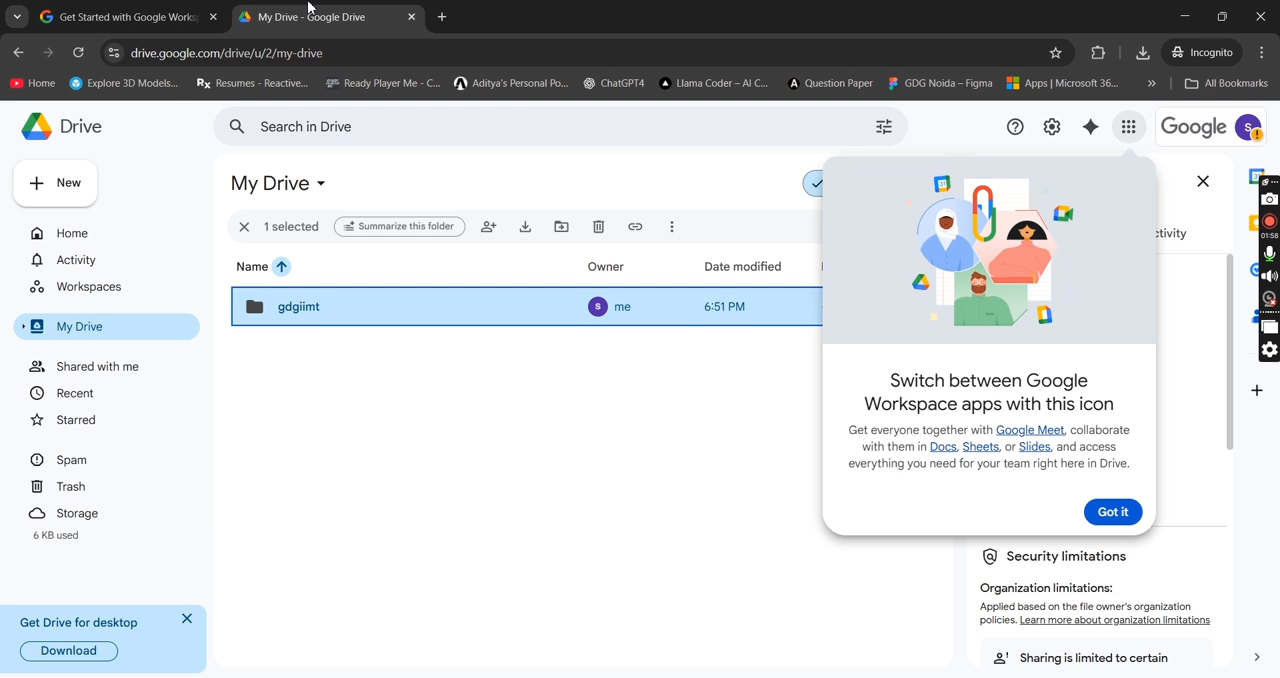 Get Started with Google Works
My Drive - Google Drive
drive.google.com/drive/u/2/my-drive
Incognito
Home
Explore 3D Models...
Rx Resumes - Reactive...
Ready Player Me - C...
Aditya's Personal Po...
ChatGPT4
Llama Coder – AI C...
Question Paper
GDG Noida – Figma
Apps | Microsoft 36...
All Bookmarks
Drive
Search in Drive
Google
S
New
My Drive
Home
Activity
Workspaces
My Drive
Shared with me
Recent
Starred
Spam
Trash
Storage
6 KB used
Get Drive for desktop
Download
1 selected
Summarize this folder
Name
Owner
Date modified
gdgiimt
S
me
6:51 PM
31
Switch between Google
Workspace apps with this icon
Get everyone together with Google Meet, collaborate
with them in Docs, Sheets, or Slides, and access
everything you need for your team right here in Drive.
Got it
ctivity
Security limitations
Organization limitations:
Applied based on the file owner's organization
policies. Learn more about organization limitations
Sharing is limited to certain
01:58